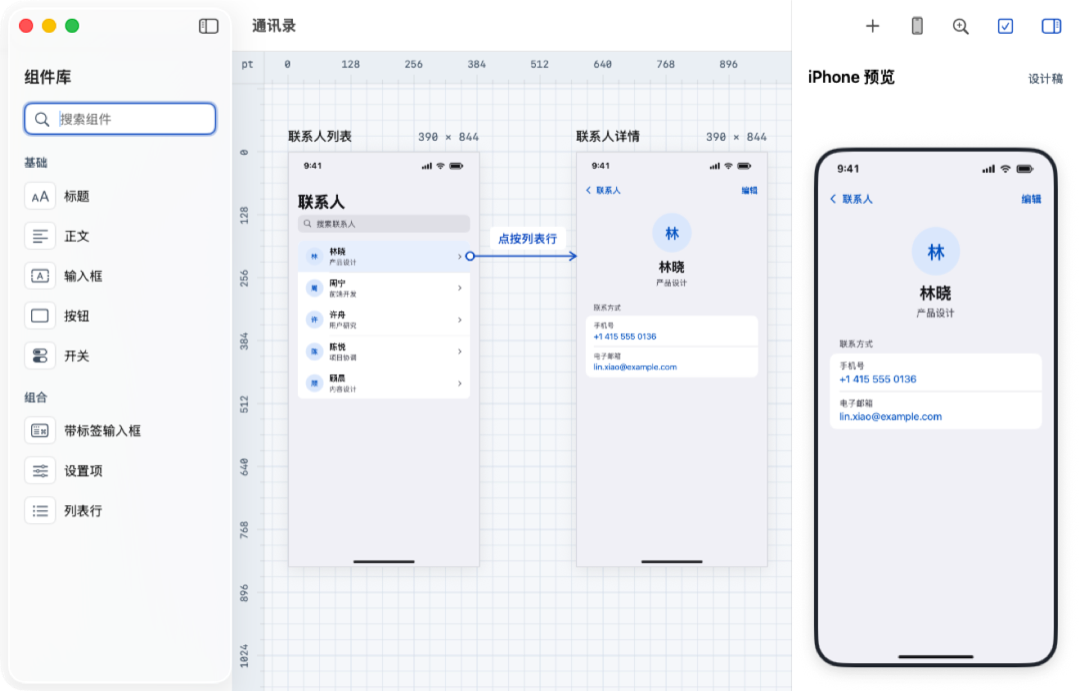 组件库
搜索组件
基础
AA 标题
正文
A 输入框
按钮
开关
组合
带标签输入框
设置项
列表行
通讯录
pt 0 128 256 384 512 640 768 896
0
128
256
384
512
640
768
896
1024
联系人列表 390 × 844
9:41
联系人
搜索联系人
林 林晓
产品设计
周 周宁
前端开发
许 许舟
用户研究
陈 陈悦
项目协调
顾 顾晨
内容设计
点按列表行
联系人详情 390 × 844
9:41
联系人 编辑
林
林晓
产品设计
联系方式
手机号
+1 415 555 0136
电子邮箱
lin.xiao@example.com
iPhone 预览 设计稿
9:41
联系人 编辑
林
林晓
产品设计
联系方式
手机号
+1 415 555 0136
电子邮箱
lin.xiao@example.com